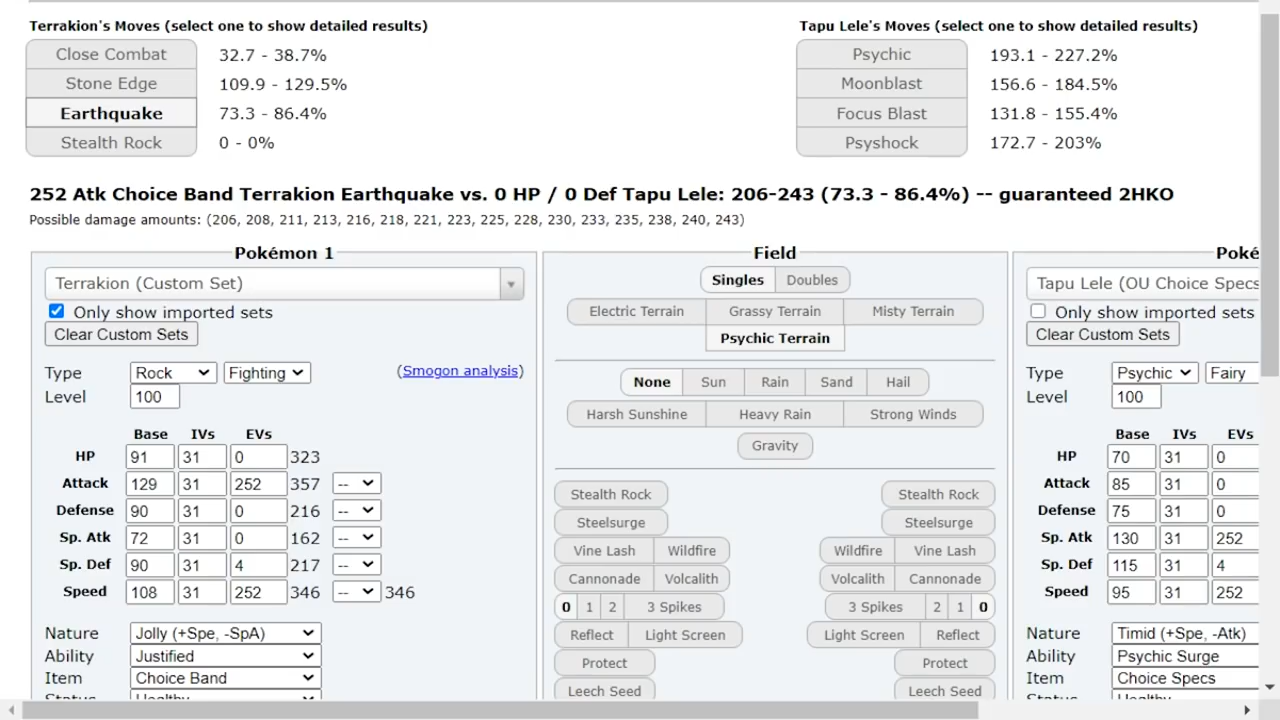 Terrakion's Moves (select one to show detailed results)
Close Combat 32.7 - 38.7%
Stone Edge 109.9 - 129.5%
Earthquake 73.3 - 86.4%
Stealth Rock 0 - 0%
Tapu Lele's Moves (select one to show detailed results)
Psychic 193.1 - 227.2%
Moonblast 156.6 - 184.5%
Focus Blast 131.8 - 155.4%
Psyshock 172.7 - 203%
252 Atk Choice Band Terrakion Earthquake vs. 0 HP / 0 Def Tapu Lele: 206-243 (73.3 - 86.4%) -- guaranteed 2HKO
Possible damage amounts: (206, 208, 211, 213, 216, 218, 221, 223, 225, 228, 230, 233, 235, 238, 240, 243)
Pokémon 1
Terrakion (Custom Set)
Only show imported sets
Clear Custom Sets
Type Rock Fighting (Smogon analysis)
Level 100
Base IVs EVs
HP 91 31 0 323
Attack 129 31 252 357 --
Defense 90 31 0 216 --
Sp. Atk 72 31 0 162 --
Sp. Def 90 31 4 217 --
Speed 108 31 252 346 -- 346
Nature Jolly (+Spe, -SpA)
Ability Justified
Item Choice Band
Status Healthy
Field
Singles Doubles
Electric Terrain Grassy Terrain Misty Terrain
Psychic Terrain
None Sun Rain Sand Hail
Harsh Sunshine Heavy Rain Strong Winds
Gravity
Stealth Rock Stealth Rock
Steelsurge Steelsurge
Vine Lash Wildfire Wildfire Vine Lash
Cannonade Volcalith Volcalith Cannonade
0 1 2 3 Spikes 3 Spikes 2 1 0
Reflect Light Screen Light Screen Reflect
Protect Protect
Leech Seed Leech Seed
Poké
Tapu Lele (OU Choice Specs
Only show imported sets
Clear Custom Sets
Type Psychic Fairy
Level 100
Base IVs EVs
HP 70 31 0
Attack 85 31 0
Defense 75 31 0
Sp. Atk 130 31 252
Sp. Def 115 31 4
Speed 95 31 252
Nature Timid (+Spe, -Atk)
Ability Psychic Surge
Item Choice Specs
Status Healthy